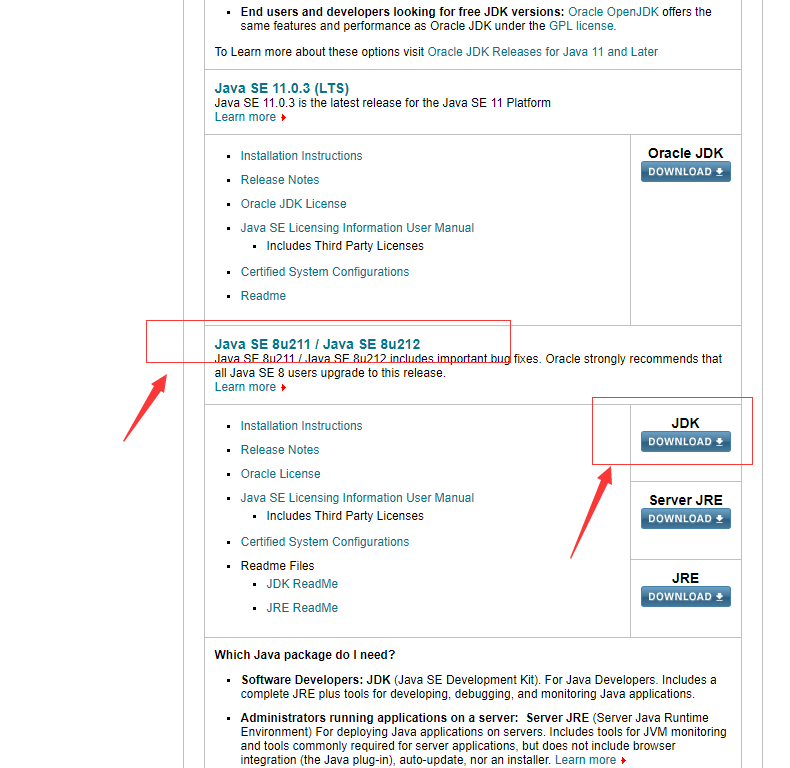 End users and developers looking for free JDK versions: Oracle OpenJDK offers the
same features and performance as Oracle JDK under the GPL license.
To Learn more about these options visit Oracle JDK Releases for Java 11 and Later
Java SE 11.0.3 (LTS)
Java SE 11.0.3 is the latest release for the Java SE 11 Platform
Learn more
Installation Instructions
Release Notes
Oracle JDK License
Java SE Licensing Information User Manual
Includes Third Party Licenses
Certified System Configurations
Readme
Oracle JDK
DOWNLOAD
Java SE 8u211 / Java SE 8u212
Java SE 8u211 / Java SE 8u212 includes important bug fixes. Oracle strongly recommends that
all Java SE 8 users upgrade to this release.
Learn more
Installation Instructions
Release Notes
Oracle License
Java SE Licensing Information User Manual
Includes Third Party Licenses
Certified System Configurations
Readme Files
JDK ReadMe
JRE ReadMe
JDK
DOWNLOAD
Server JRE
DOWNLOAD
JRE
DOWNLOAD
Which Java package do I need?
Software Developers: JDK (Java SE Development Kit). For Java Developers. Includes a
complete JRE plus tools for developing, debugging, and monitoring Java applications.
Administrators running applications on a server: Server JRE (Server Java Runtime
Environment) For deploying Java applications on servers. Includes tools for JVM monitoring
and tools commonly required for server applications, but does not include browser
integration (the Java plug-in), auto-update, nor an installer. Learn more